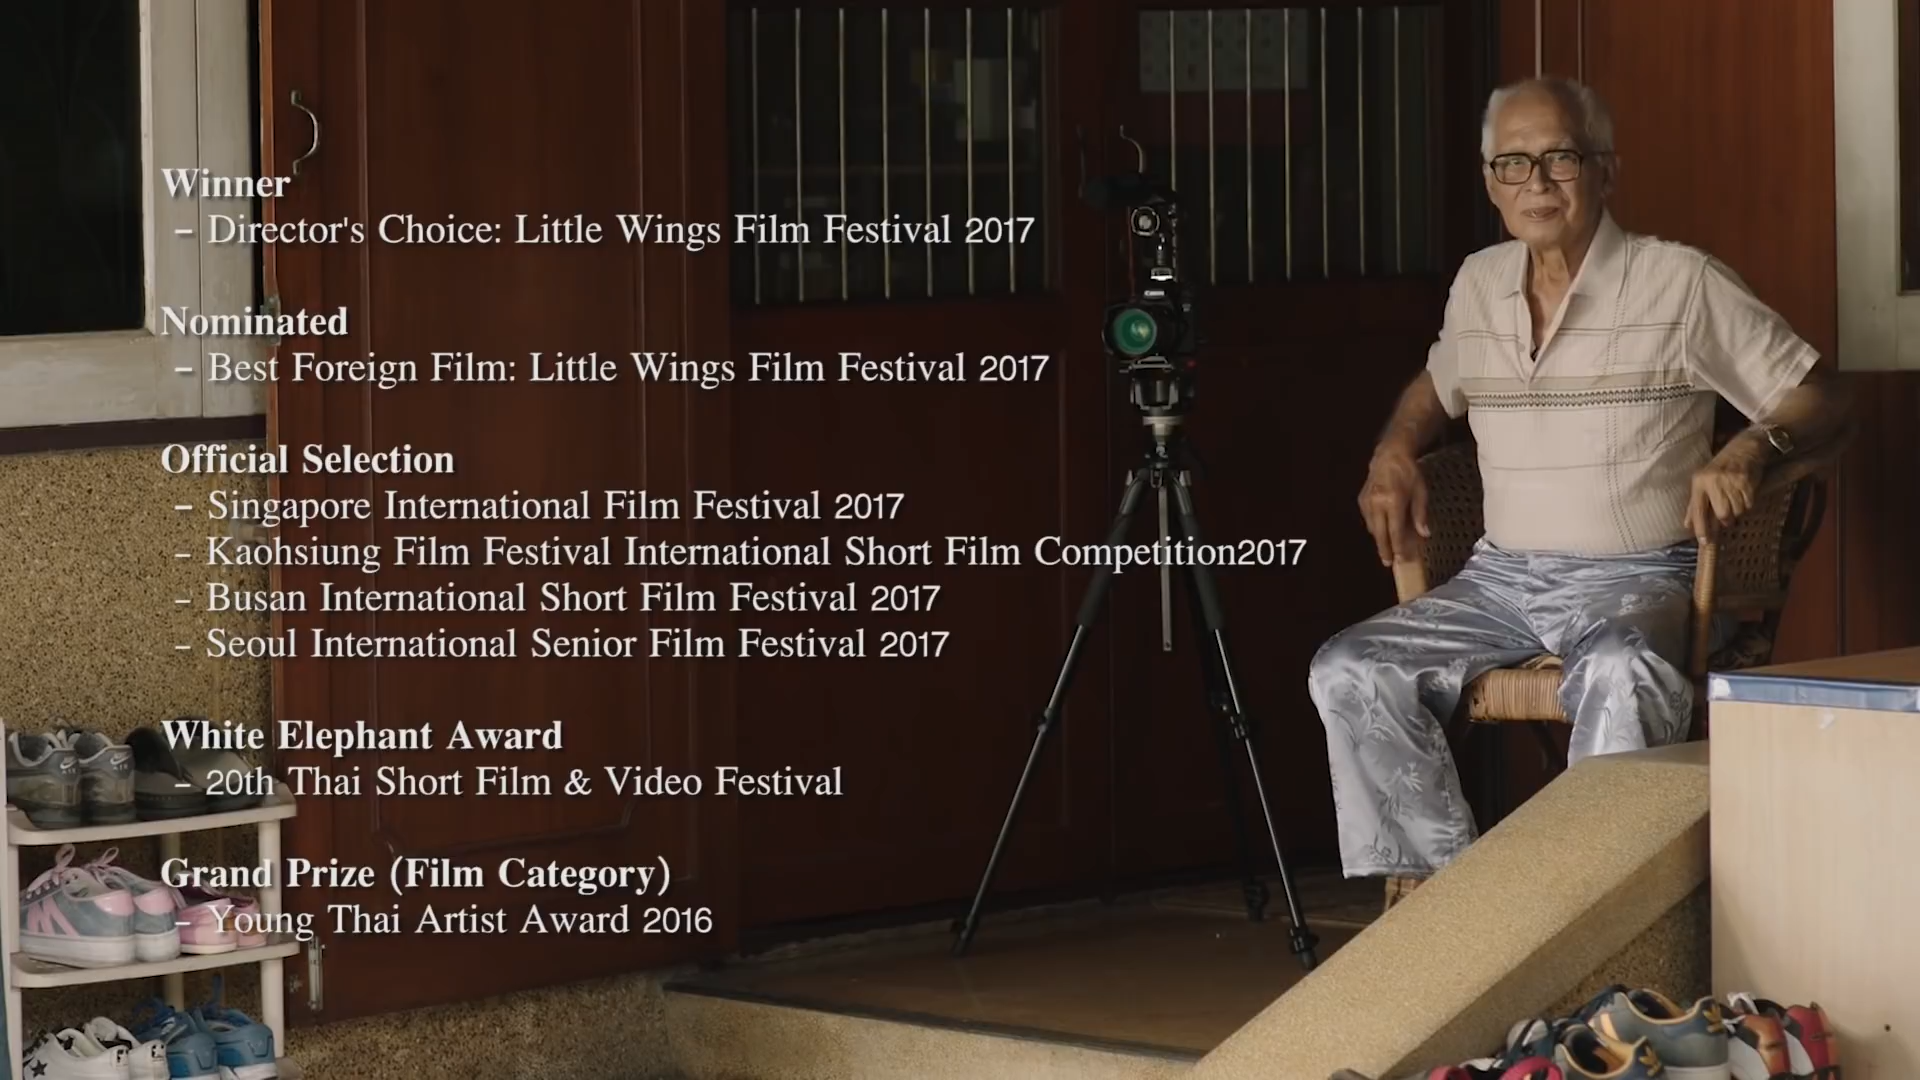 Winner
– Director's Choice: Little Wings Film Festival 2017
Nominated
– Best Foreign Film: Little Wings Film Festival 2017
Official Selection
– Singapore International Film Festival 2017
– Kaohsiung Film Festival International Short Film Competition2017
– Busan International Short Film Festival 2017
– Seoul International Senior Film Festival 2017
White Elephant Award
– 20th Thai Short Film & Video Festival
Grand Prize (Film Category)
– Young Thai Artist Award 2016